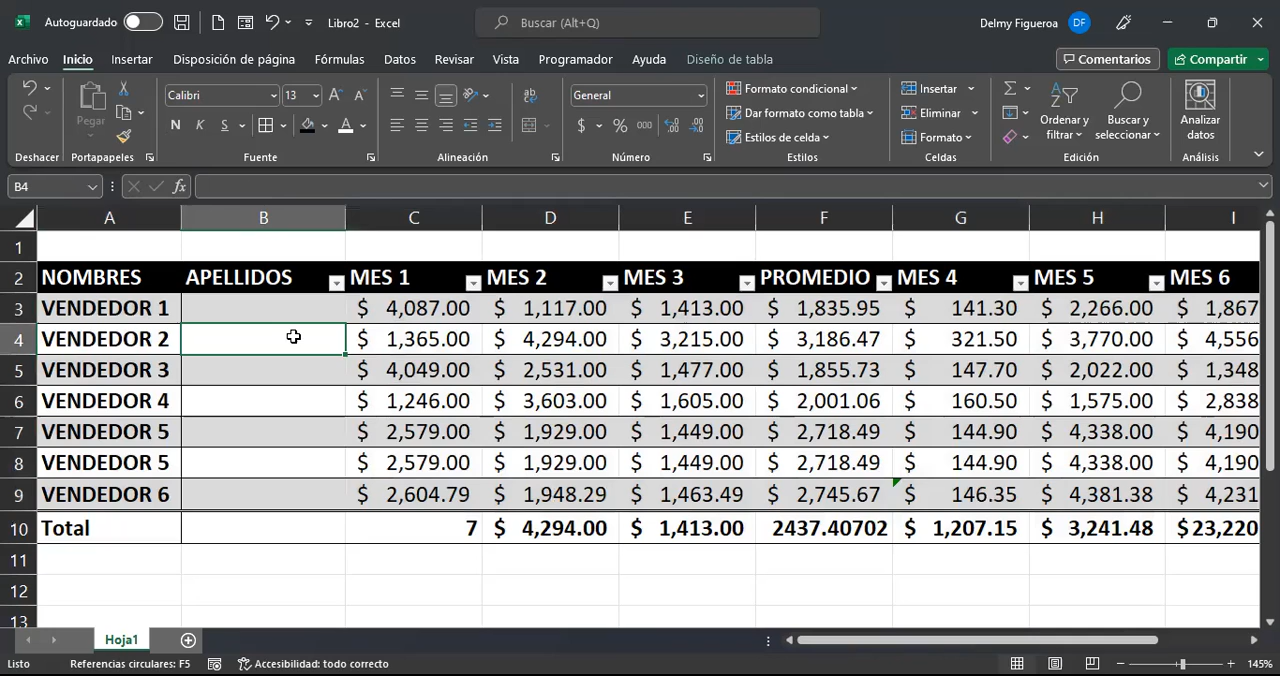 Autoguardado Libro2 - Excel Buscar (Alt+Q) Delmy Figueroa DF
Archivo Inicio Insertar Disposición de página Fórmulas Datos Revisar Vista Programador Ayuda Diseño de tabla Comentarios Compartir
Pegar Calibri 13 General Formato condicional Insertar Ordenar y filtrar Buscar y seleccionar Analizar datos
N K S $ % 000 Dar formato como tabla Eliminar
Estilos de celda Formato
Deshacer Portapapeles Fuente Alineación Número Estilos Celdas Edición Análisis
B4 fx
A B C D E F G H I
1
2 NOMBRES APELLIDOS MES 1 MES 2 MES 3 PROMEDIO MES 4 MES 5 MES 6
3 VENDEDOR 1 $ 4,087.00 $ 1,117.00 $ 1,413.00 $ 1,835.95 $ 141.30 $ 2,266.00 $ 1,867
4 VENDEDOR 2 $ 1,365.00 $ 4,294.00 $ 3,215.00 $ 3,186.47 $ 321.50 $ 3,770.00 $ 4,556
5 VENDEDOR 3 $ 4,049.00 $ 2,531.00 $ 1,477.00 $ 1,855.73 $ 147.70 $ 2,022.00 $ 1,348
6 VENDEDOR 4 $ 1,246.00 $ 3,603.00 $ 1,605.00 $ 2,001.06 $ 160.50 $ 1,575.00 $ 2,838
7 VENDEDOR 5 $ 2,579.00 $ 1,929.00 $ 1,449.00 $ 2,718.49 $ 144.90 $ 4,338.00 $ 4,190
8 VENDEDOR 5 $ 2,579.00 $ 1,929.00 $ 1,449.00 $ 2,718.49 $ 144.90 $ 4,338.00 $ 4,190
9 VENDEDOR 6 $ 2,604.79 $ 1,948.29 $ 1,463.49 $ 2,745.67 $ 146.35 $ 4,381.38 $ 4,231
10 Total 7 $ 4,294.00 $ 1,413.00 2437.40702 $ 1,207.15 $ 3,241.48 $ 23,220
11
12
13
Hoja1
Listo Referencias circulares: F5 Accesibilidad: todo correcto 145%